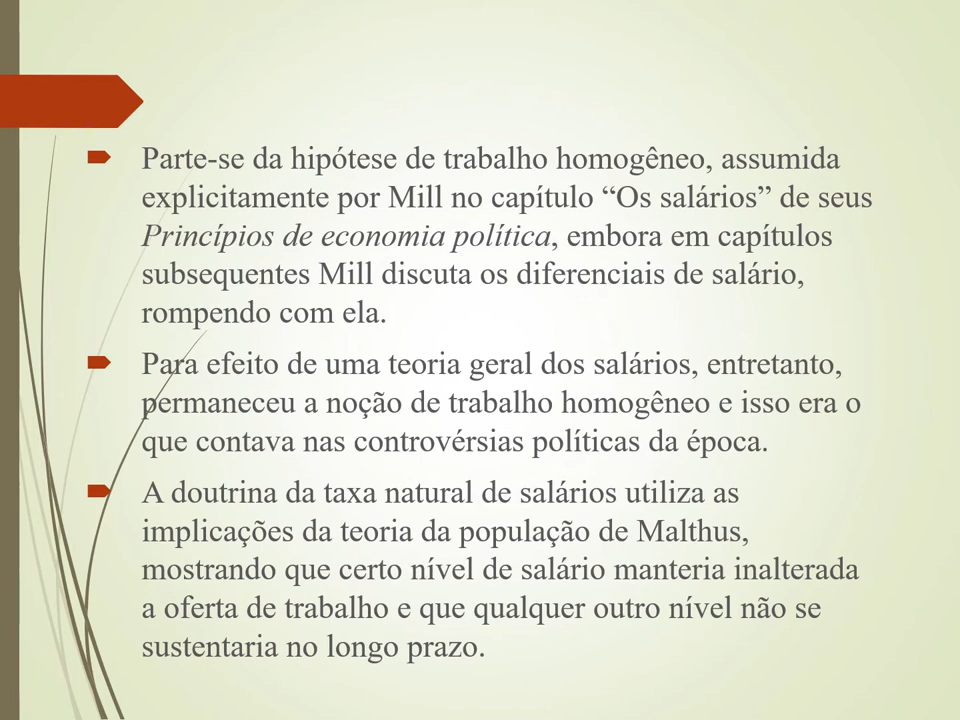 Parte-se da hipótese de trabalho homogêneo, assumida
explicitamente por Mill no capítulo “Os salários” de seus
Princípios de economia política, embora em capítulos
subsequentes Mill discuta os diferenciais de salário,
rompendo com ela.
Para efeito de uma teoria geral dos salários, entretanto,
permaneceu a noção de trabalho homogêneo e isso era o
que contava nas controvérsias políticas da época.
A doutrina da taxa natural de salários utiliza as
implicações da teoria da população de Malthus,
mostrando que certo nível de salário manteria inalterada
a oferta de trabalho e que qualquer outro nível não se
sustentaria no longo prazo.